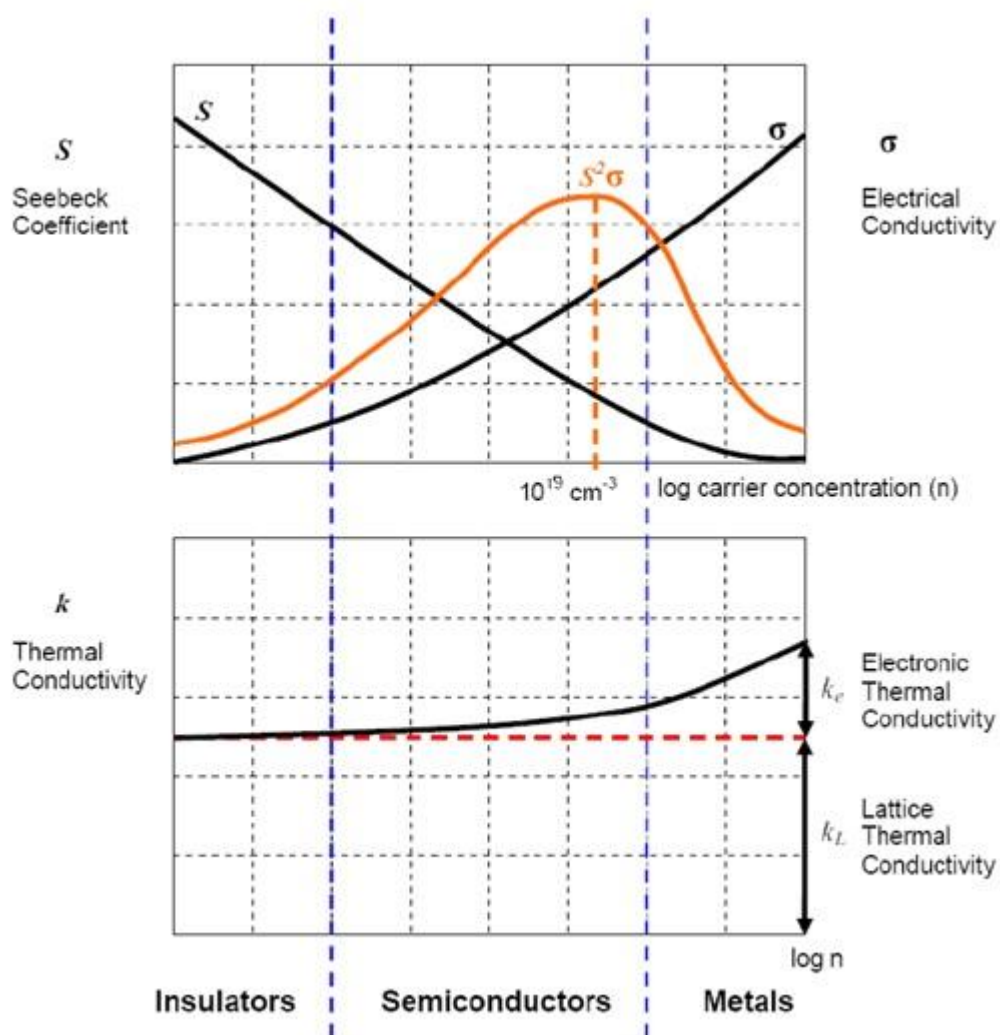 S
σ
S
σ
S²σ
Seebeck
Coefficient
Electrical
Conductivity
10¹⁹ cm⁻³
log carrier concentration (n)
k
Thermal
Conductivity
kₑ
Electronic
Thermal
Conductivity
k_L
Lattice
Thermal
Conductivity
log n
Insulators
Semiconductors
Metals